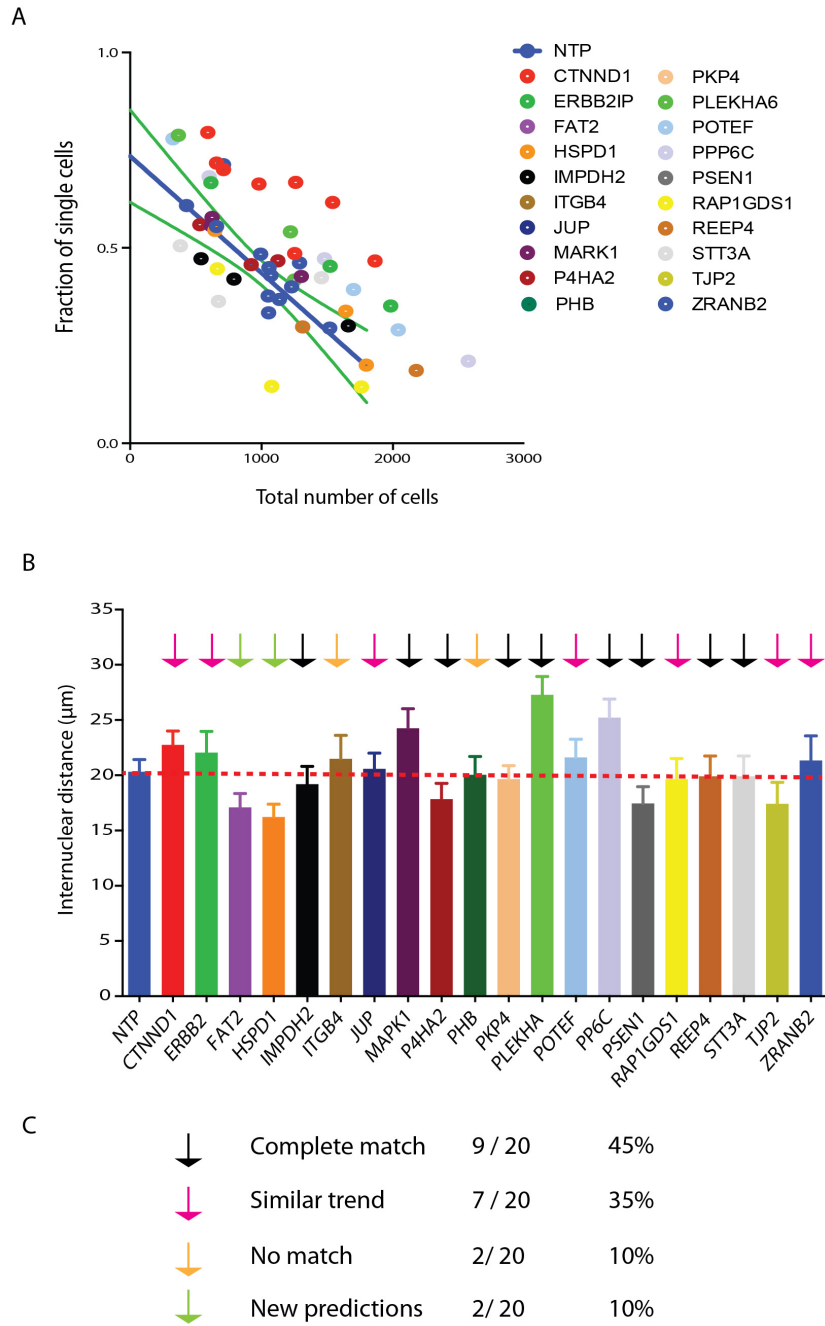 A
Fraction of single cells
1.0
0.5
0.0
0
1000
2000
3000
Total number of cells
NTP
CTNND1
ERBB2IP
FAT2
HSPD1
IMPDH2
ITGB4
JUP
MARK1
P4HA2
PHB
PKP4
PLEKHA6
POTEF
PPP6C
PSEN1
RAP1GDS1
REEP4
STT3A
TJP2
ZRANB2
B
Internuclear distance (µm)
35
30
25
20
15
10
5
0
NTP
CTNND1
ERBB2
FAT2
HSPD1
IMPDH2
ITGB4
JUP
MAPK1
P4HA2
PHB
PKP4
PLEKHA
POTEF
PP6C
PSEN1
RAP1GDS1
REEP4
STT3A
TJP2
ZRANB2
C
Complete match 9 / 20 45%
Similar trend 7 / 20 35%
No match 2/ 20 10%
New predictions 2/ 20 10%